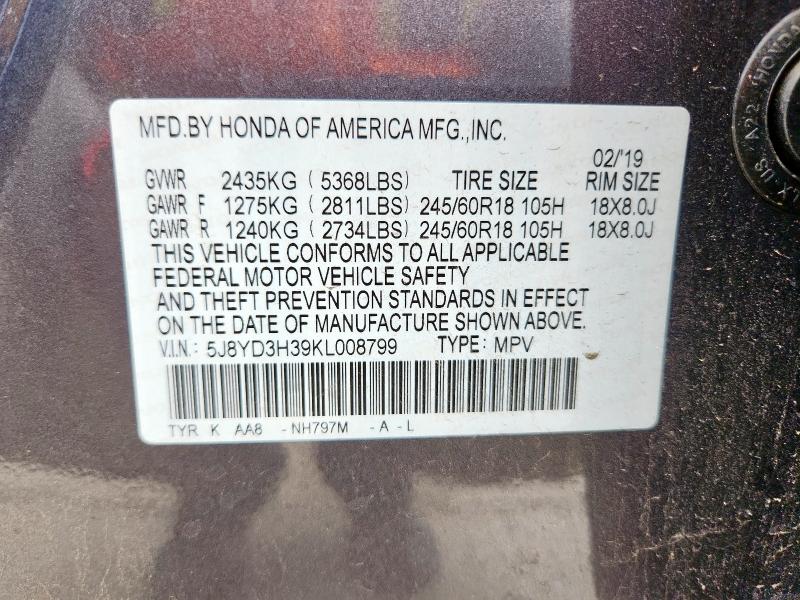 MFD.BY HONDA OF AMERICA MFG.,INC.
02/'19
GVWR 2435KG ( 5368LBS) TIRE SIZE RIM SIZE
GAWR F 1275KG ( 2811LBS) 245/60R18 105H 18X8.0J
GAWR R 1240KG ( 2734LBS) 245/60R18 105H 18X8.0J
THIS VEHICLE CONFORMS TO ALL APPLICABLE
FEDERAL MOTOR VEHICLE SAFETY
AND THEFT PREVENTION STANDARDS IN EFFECT
ON THE DATE OF MANUFACTURE SHOWN ABOVE.
V.I.N.: 5J8YD3H39KL008799 TYPE: MPV
TYR K AA8 -NH797M -A -L
A22 HONDA